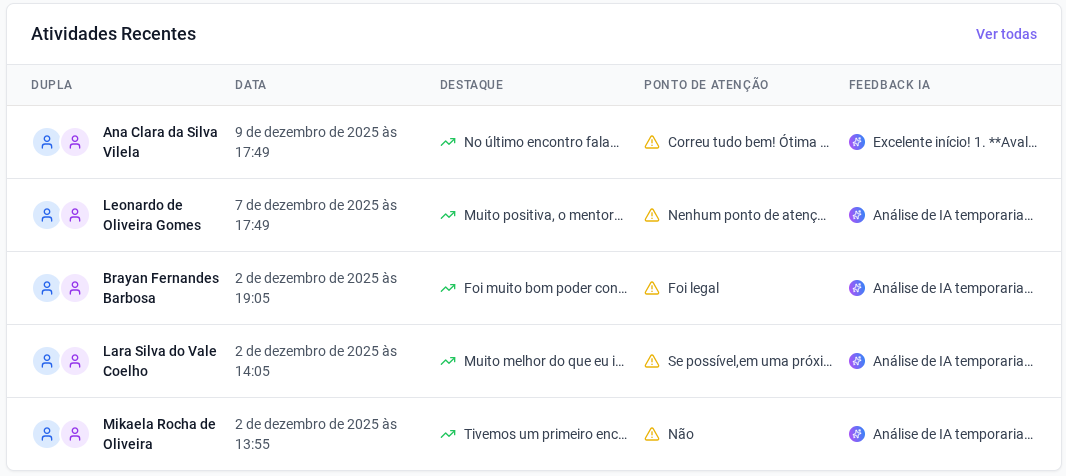 Atividades Recentes
Ver todas
DUPLA DATA DESTAQUE PONTO DE ATENÇÃO FEEDBACK IA
Ana Clara da Silva Vilela
9 de dezembro de 2025 às 17:49
No último encontro fala...
Correu tudo bem! Ótima ...
Excelente início! 1. **Aval...
Leonardo de Oliveira Gomes
7 de dezembro de 2025 às 17:49
Muito positiva, o mentor...
Nenhum ponto de atenç...
Análise de IA temporaria...
Brayan Fernandes Barbosa
2 de dezembro de 2025 às 19:05
Foi muito bom poder con...
Foi legal
Análise de IA temporaria...
Lara Silva do Vale Coelho
2 de dezembro de 2025 às 14:05
Muito melhor do que eu i...
Se possível,em uma próxi...
Análise de IA temporaria...
Mikaela Rocha de Oliveira
2 de dezembro de 2025 às 13:55
Tivemos um primeiro enc...
Não
Análise de IA temporaria...